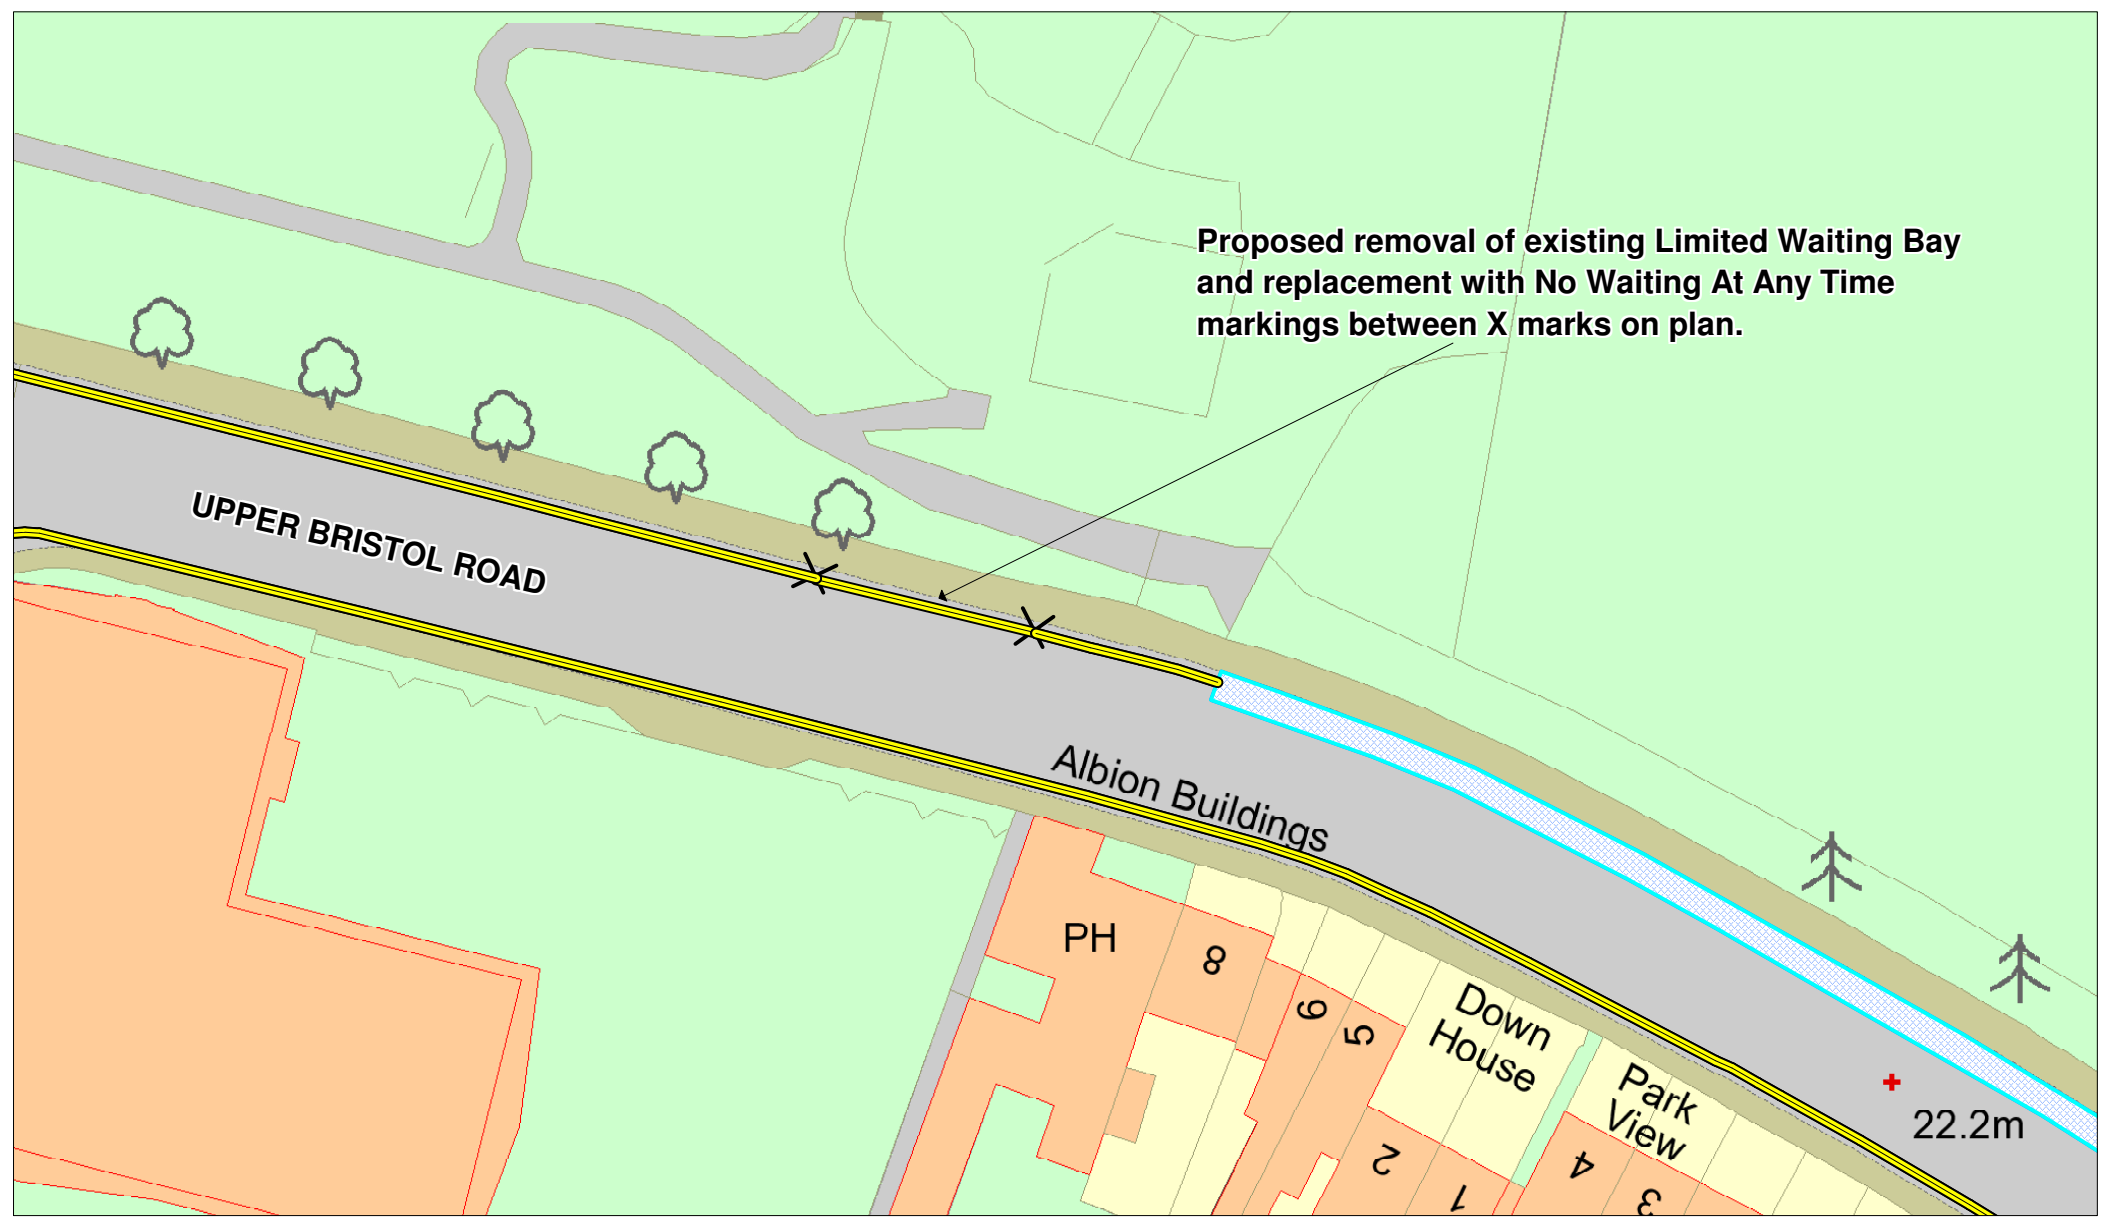 Proposed removal of existing Limited Waiting Bay
and replacement with No Waiting At Any Time
markings between X marks on plan.
UPPER BRISTOL ROAD
Albion Buildings
PH
8
6
5
Down
House
Park
View
22.2m
2
1
4
3